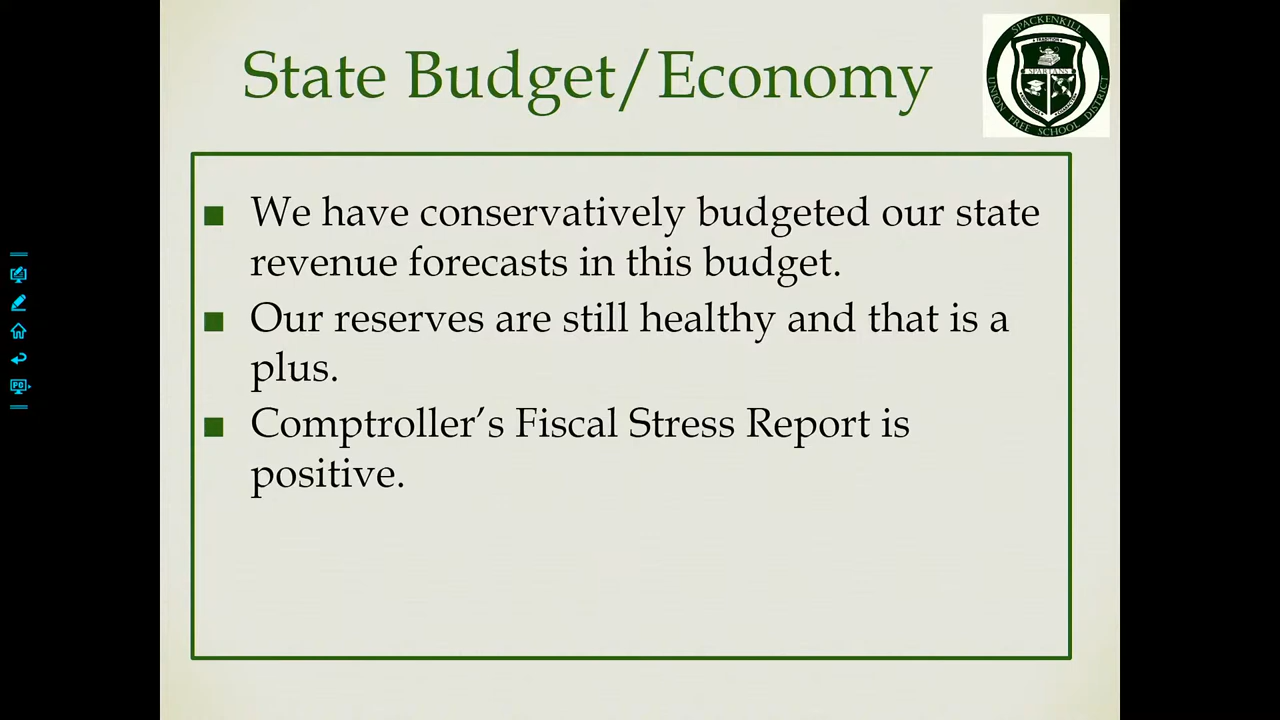 State Budget/Economy
SPACKENKILL
UNION FREE SCHOOL DISTRICT
TRADITION
SPARTANS
We have conservatively budgeted our state
revenue forecasts in this budget.
Our reserves are still healthy and that is a
plus.
Comptroller’s Fiscal Stress Report is
positive.